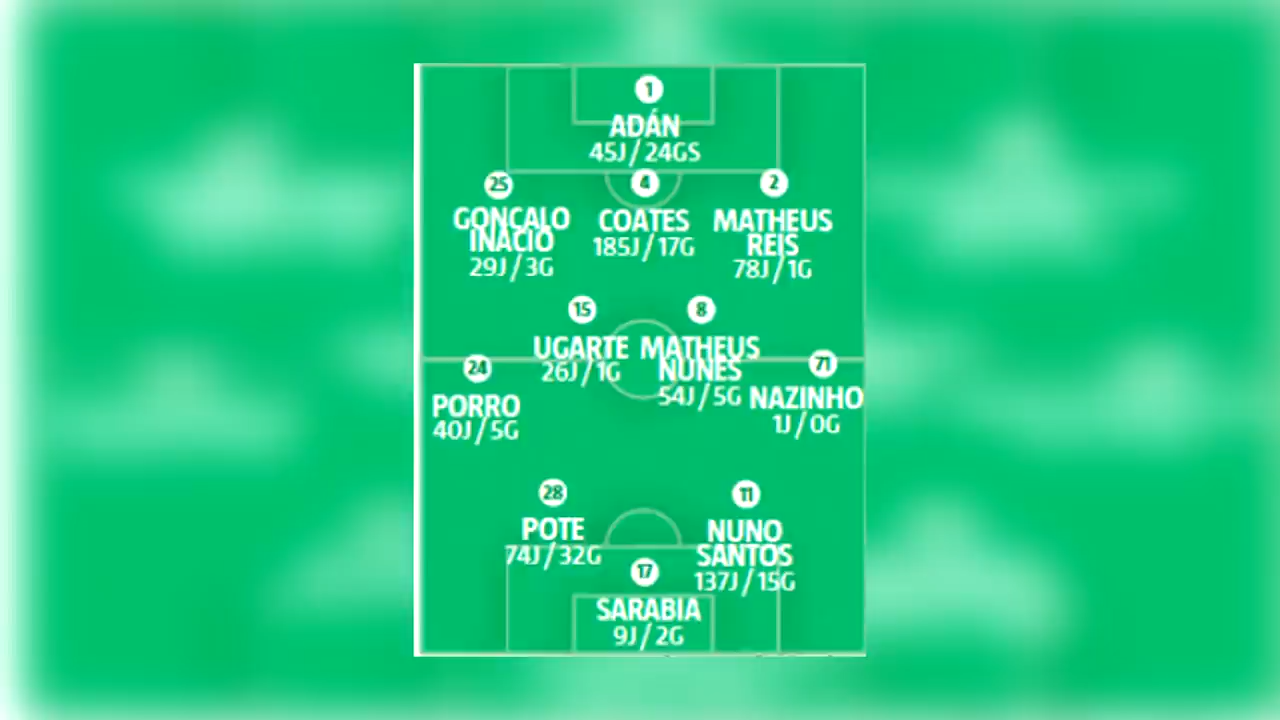 1
ADÁN
45J/24GS
25
GONÇALO
INÁCIO
29J/3G
4
COATES
185J/17G
2
MATHEUS
REIS
78J/1G
15
UGARTE
26J/1G
8
MATHEUS
NUNES
54J/5G
24
PORRO
40J/5G
71
NAZINHO
1J/0G
28
POTE
74J/32G
11
NUNO
SANTOS
137J/15G
17
SARABIA
9J/2G